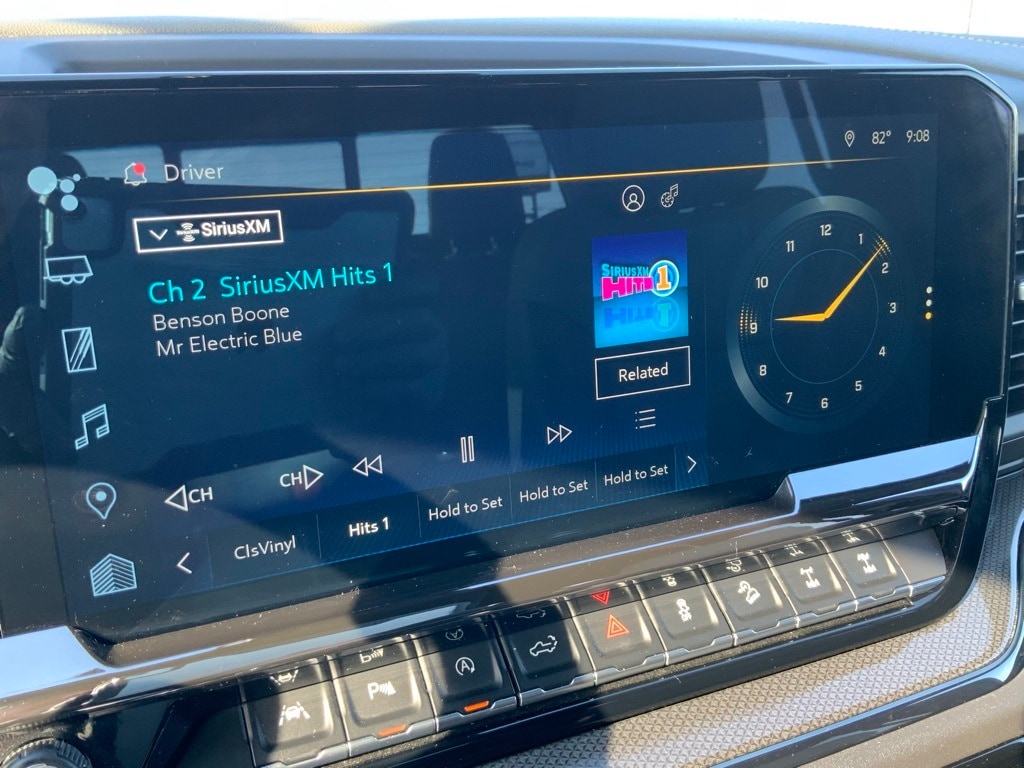 Driver
82° 9:08
SiriusXM
Ch 2 SiriusXM Hits 1
Benson Boone
Mr Electric Blue
SIRIUSXM
HITS 1
Related
CH
CH
ClsVinyl
Hits 1
Hold to Set
Hold to Set
Hold to Set
12
1
2
3
4
5
6
7
8
9
10
11
A
P